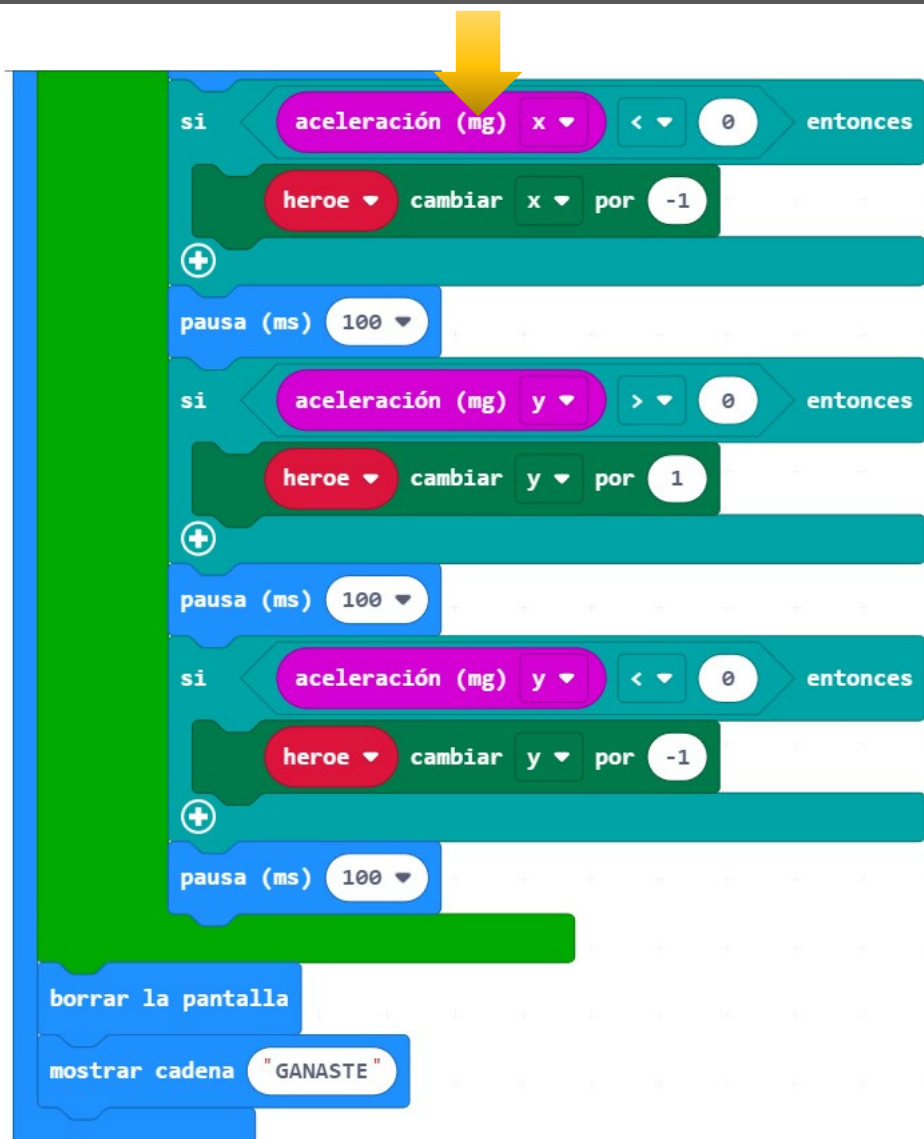 si aceleración (mg) x < 0 entonces
heroe cambiar x por -1
pausa (ms) 100
si aceleración (mg) y > 0 entonces
heroe cambiar y por 1
pausa (ms) 100
si aceleración (mg) y < 0 entonces
heroe cambiar y por -1
pausa (ms) 100
borrar la pantalla
mostrar cadena "GANASTE"